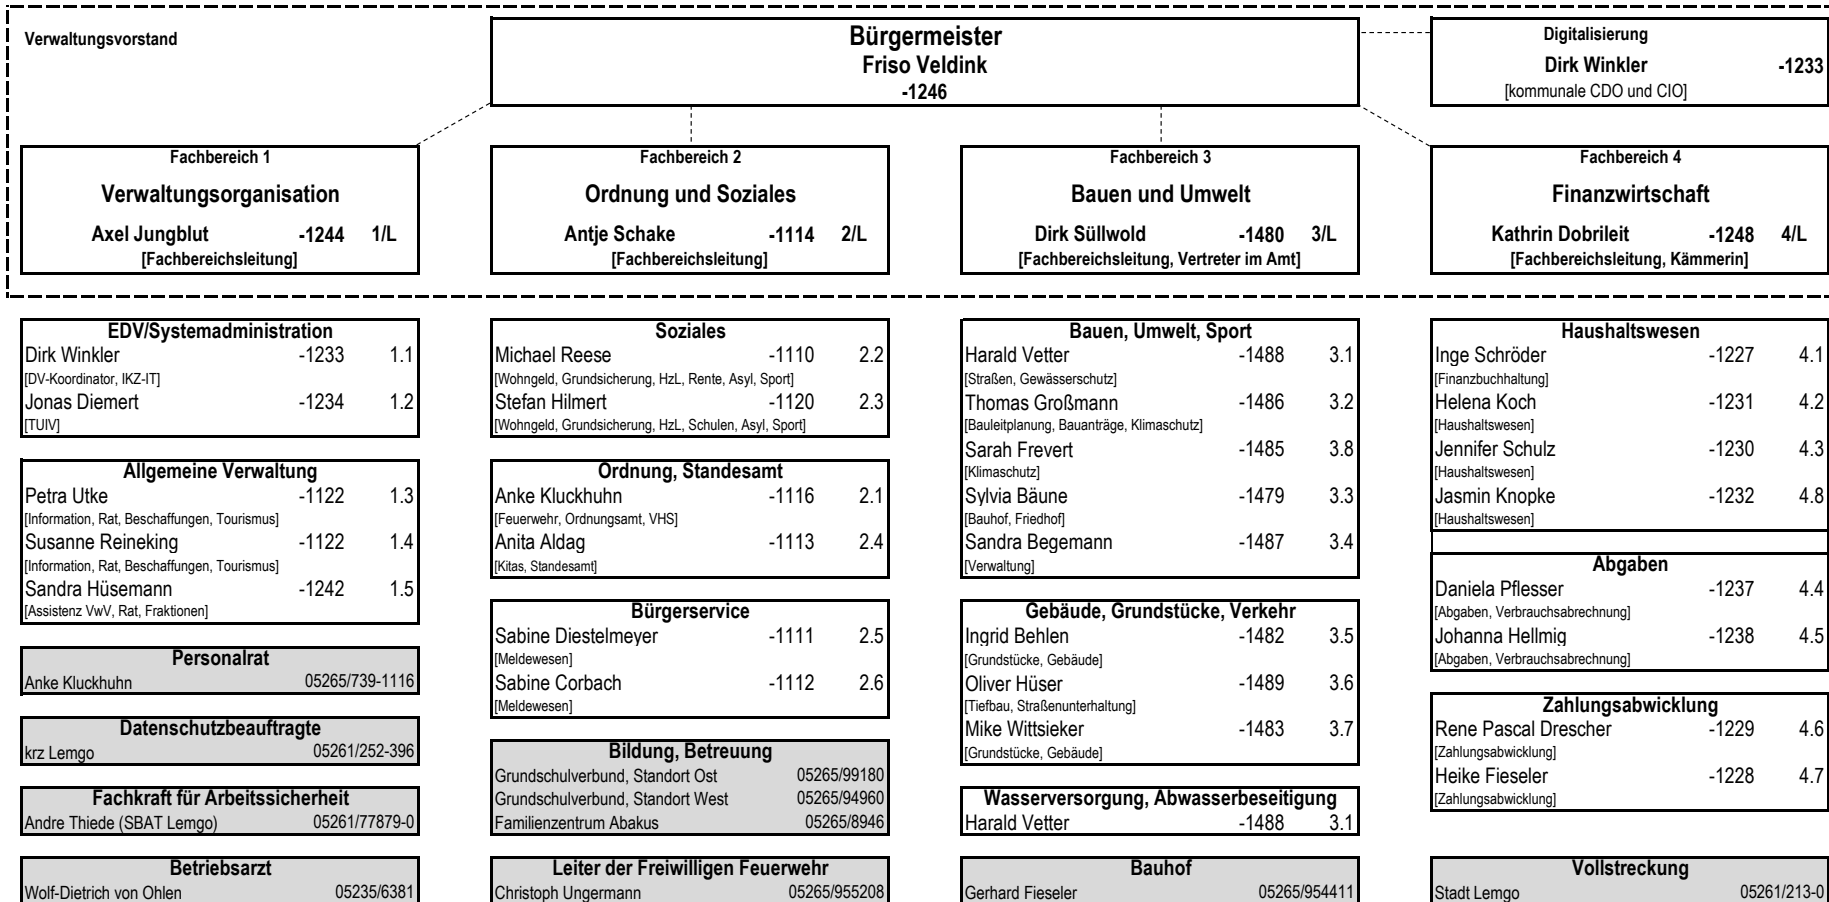 Verwaltungsvorstand
Bürgermeister
Friso Veldink
-1246
Digitalisierung
Dirk Winkler -1233
[kommunale CDO und CIO]
Fachbereich 1
Verwaltungsorganisation
Axel Jungblut -1244 1/L
[Fachbereichsleitung]
Fachbereich 2
Ordnung und Soziales
Antje Schake -1114 2/L
[Fachbereichsleitung]
Fachbereich 3
Bauen und Umwelt
Dirk Süllwold -1480 3/L
[Fachbereichsleitung, Vertreter im Amt]
Fachbereich 4
Finanzwirtschaft
Kathrin Dobrileit -1248 4/L
[Fachbereichsleitung, Kämmerin]
EDV/Systemadministration
Dirk Winkler -1233 1.1
[DV-Koordinator, IKZ-IT]
Jonas Diemert -1234 1.2
[TUIV]
Allgemeine Verwaltung
Petra Utke -1122 1.3
[Information, Rat, Beschaffungen, Tourismus]
Susanne Reineking -1122 1.4
[Information, Rat, Beschaffungen, Tourismus]
Sandra Hüsemann -1242 1.5
[Assistenz VwV, Rat, Fraktionen]
Personalrat
Anke Kluckhuhn 05265/739-1116
Datenschutzbeauftragte
krz Lemgo 05261/252-396
Fachkraft für Arbeitssicherheit
Andre Thiede (SBAT Lemgo) 05261/77879-0
Betriebsarzt
Wolf-Dietrich von Ohlen 05235/6381
Soziales
Michael Reese -1110 2.2
[Wohngeld, Grundsicherung, HzL, Rente, Asyl, Sport]
Stefan Hilmert -1120 2.3
[Wohngeld, Grundsicherung, HzL, Schulen, Asyl, Sport]
Ordnung, Standesamt
Anke Kluckhuhn -1116 2.1
[Feuerwehr, Ordnungsamt, VHS]
Anita Aldag -1113 2.4
[Kitas, Standesamt]
Bürgerservice
Sabine Diestelmeyer -1111 2.5
[Meldewesen]
Sabine Corbach -1112 2.6
[Meldewesen]
Bildung, Betreuung
Grundschulverbund, Standort Ost 05265/99180
Grundschulverbund, Standort West 05265/94960
Familienzentrum Abakus 05265/8946
Leiter der Freiwilligen Feuerwehr
Christoph Ungermann 05265/955208
Bauen, Umwelt, Sport
Harald Vetter -1488 3.1
[Straßen, Gewässerschutz]
Thomas Großmann -1486 3.2
[Bauleitplanung, Bauanträge, Klimaschutz]
Sarah Frevert -1485 3.8
[Klimaschutz]
Sylvia Bäune -1479 3.3
[Bauhof, Friedhof]
Sandra Begemann -1487 3.4
[Verwaltung]
Gebäude, Grundstücke, Verkehr
Ingrid Behlen -1482 3.5
[Grundstücke, Gebäude]
Oliver Hüser -1489 3.6
[Tiefbau, Straßenunterhaltung]
Mike Wittsieker -1483 3.7
[Grundstücke, Gebäude]
Wasserversorgung, Abwasserbeseitigung
Harald Vetter -1488 3.1
Bauhof
Gerhard Fieseler 05265/954411
Haushaltswesen
Inge Schröder -1227 4.1
[Finanzbuchhaltung]
Helena Koch -1231 4.2
[Haushaltswesen]
Jennifer Schulz -1230 4.3
[Haushaltswesen]
Jasmin Knopke -1232 4.8
[Haushaltswesen]
Abgaben
Daniela Pflesser -1237 4.4
[Abgaben, Verbrauchsabrechnung]
Johanna Hellmig -1238 4.5
[Abgaben, Verbrauchsabrechnung]
Zahlungsabwicklung
Rene Pascal Drescher -1229 4.6
[Zahlungsabwicklung]
Heike Fieseler -1228 4.7
[Zahlungsabwicklung]
Vollstreckung
Stadt Lemgo 05261/213-0